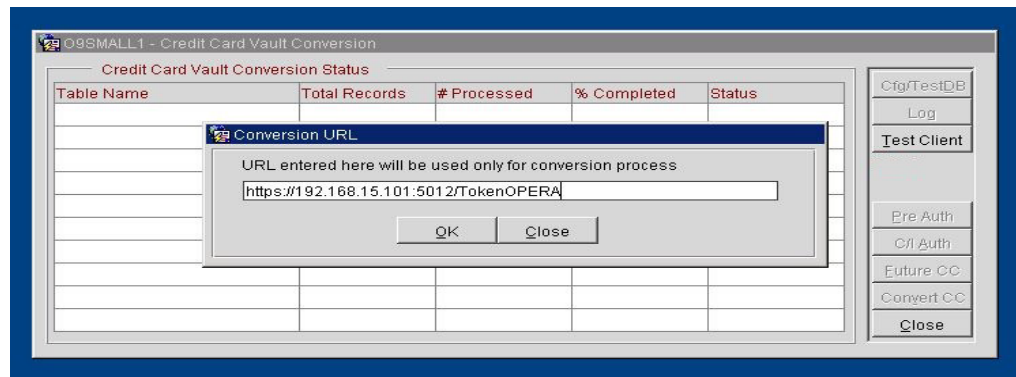 O9SMALL1 - Credit Card Vault Conversion
Credit Card Vault Conversion Status
Table Name Total Records # Processed % Completed Status
Cfg/TestDB
Log
Test Client
Conversion URL
URL entered here will be used only for conversion process
https://192.168.15.101:5012/TokenOPERA
OK Close
Pre Auth
C/I Auth
Future CC
Convert CC
Close